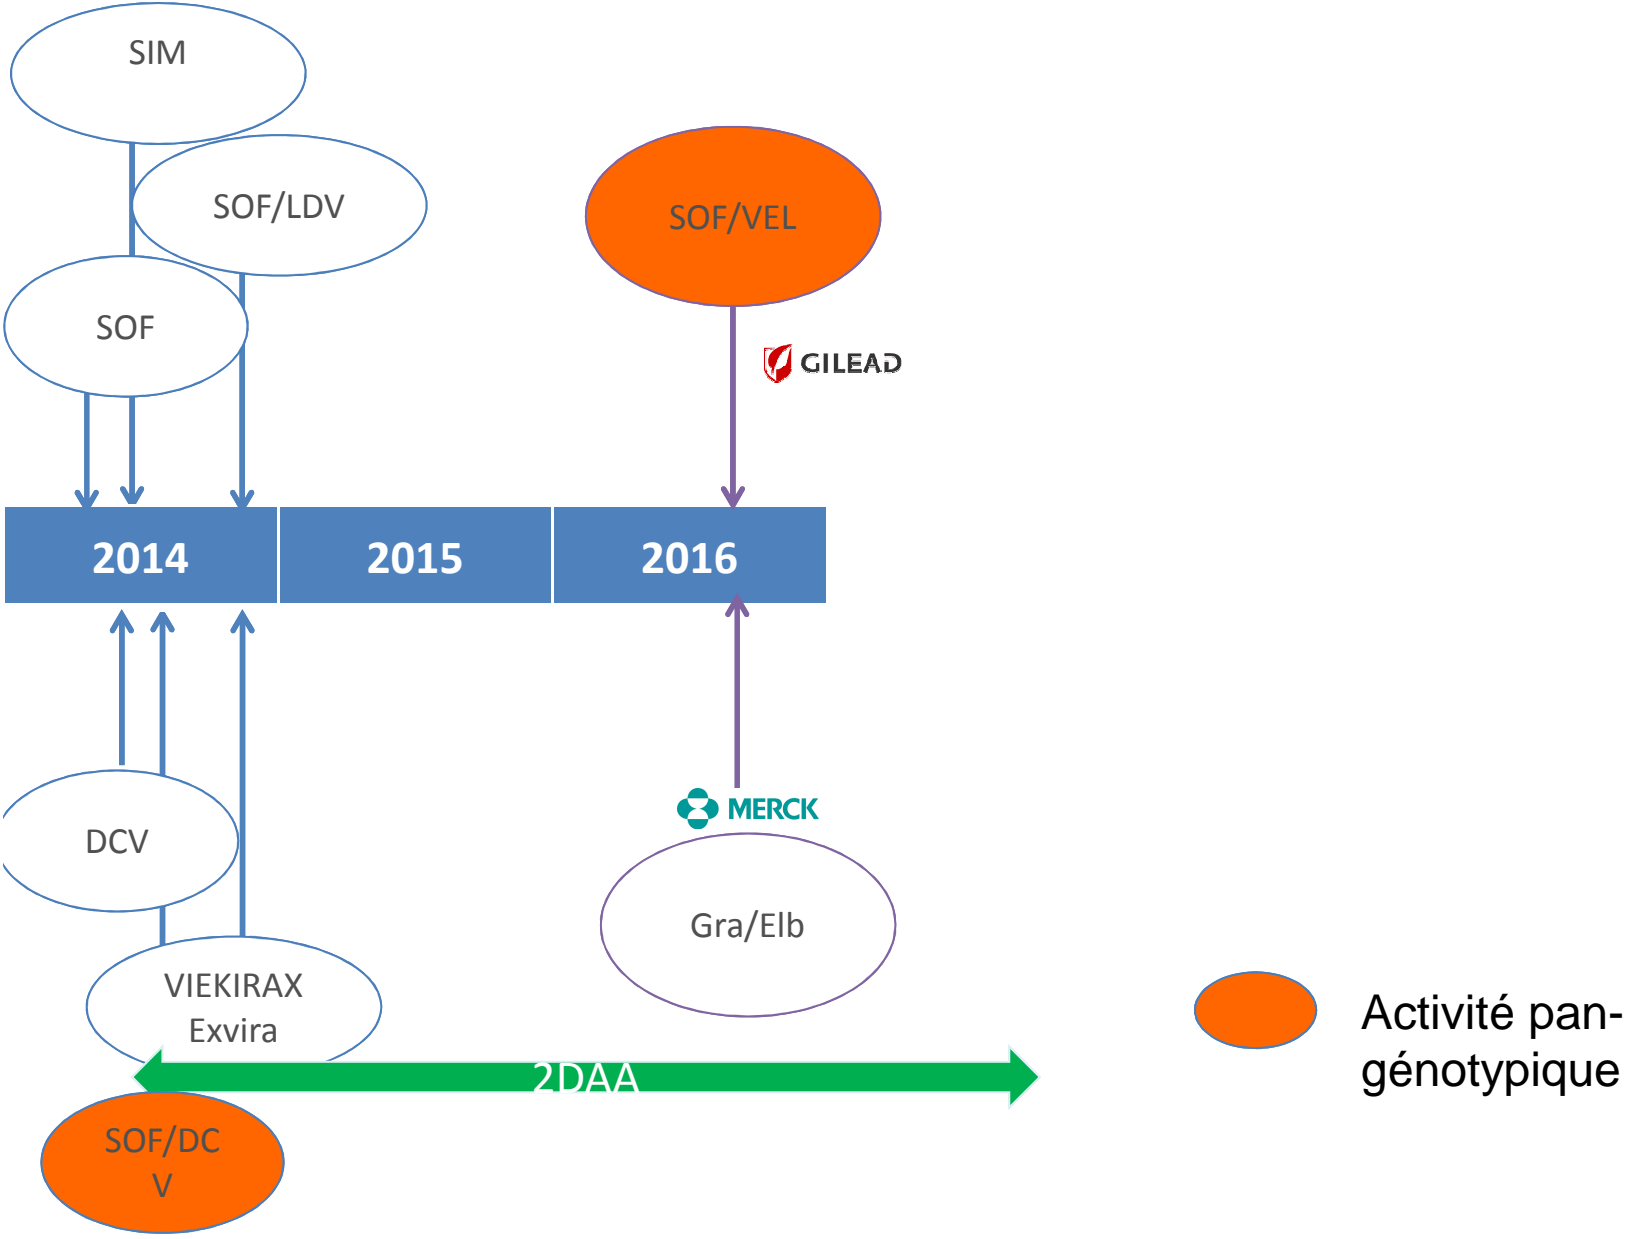 SIM
SOF/LDV
SOF/VEL
SOF
GILEAD
2014
2015
2016
MERCK
DCV
Gra/Elb
VIEKIRAX
Exvira
Activité pan-
génotypique
2DAA
SOF/DC
V